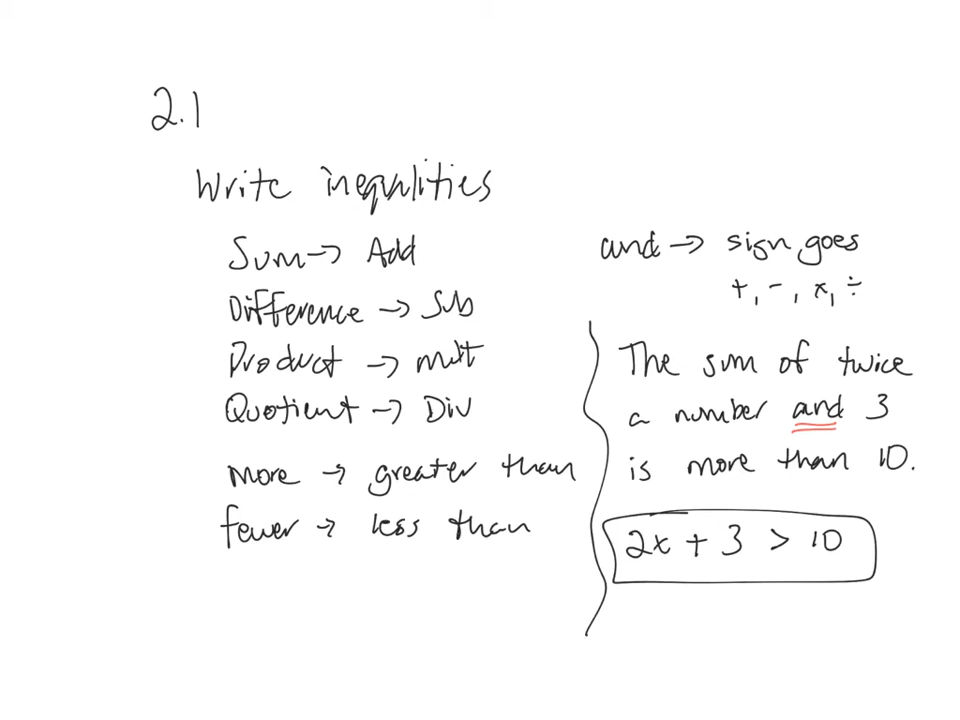 2.1
Write inequalities
Sum → Add
Difference → Sub
Product → mult
Quotient → Div
more → greater than
fewer → less than
and → sign goes
+, -, x, ÷
The sum of twice
a number and 3
is more than 10.
2x + 3 > 10